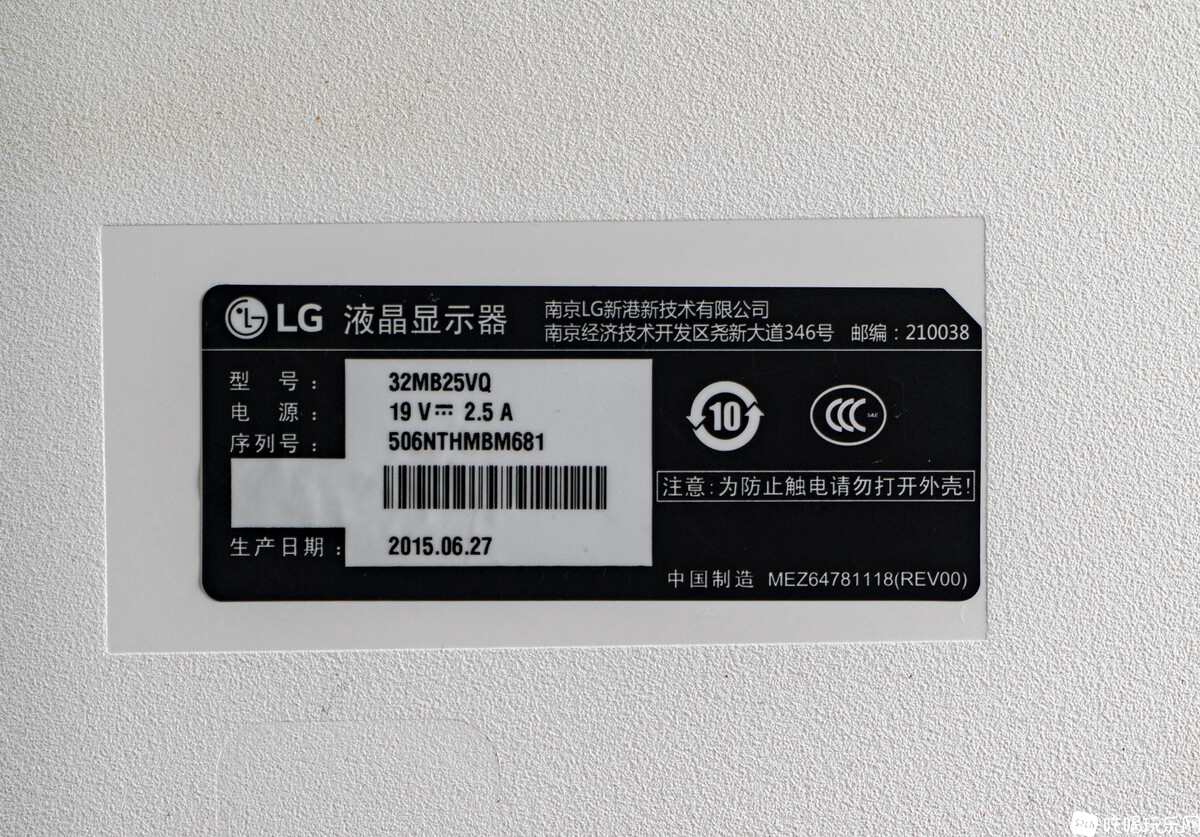 LG 液晶显示器
南京LG新港新技术有限公司
南京经济技术开发区尧新大道346号 邮编：210038
型 号： 32MB25VQ
电 源： 19 V⎓ 2.5 A
序列号： 506NTHMBM681
生产日期： 2015.06.27
10
CCC
S&E
注意:为防止触电请勿打开外壳!
中国制造 MEZ64781118(REV00)